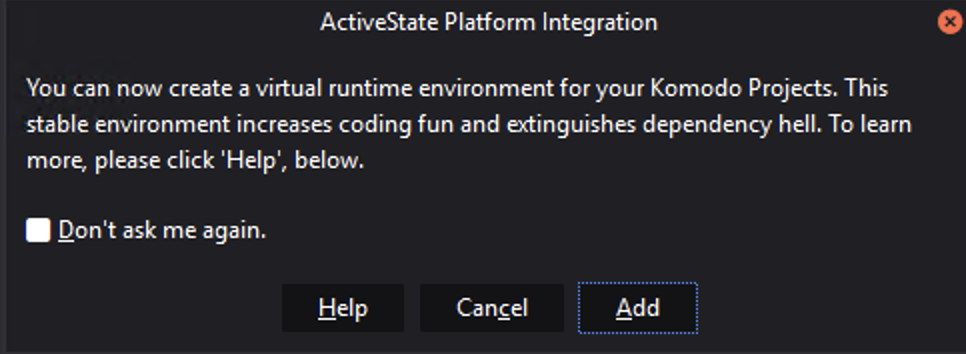 ActiveState Platform Integration
You can now create a virtual runtime environment for your Komodo Projects. This
stable environment increases coding fun and extinguishes dependency hell. To learn
more, please click 'Help', below.
Don't ask me again.
Help Cancel Add